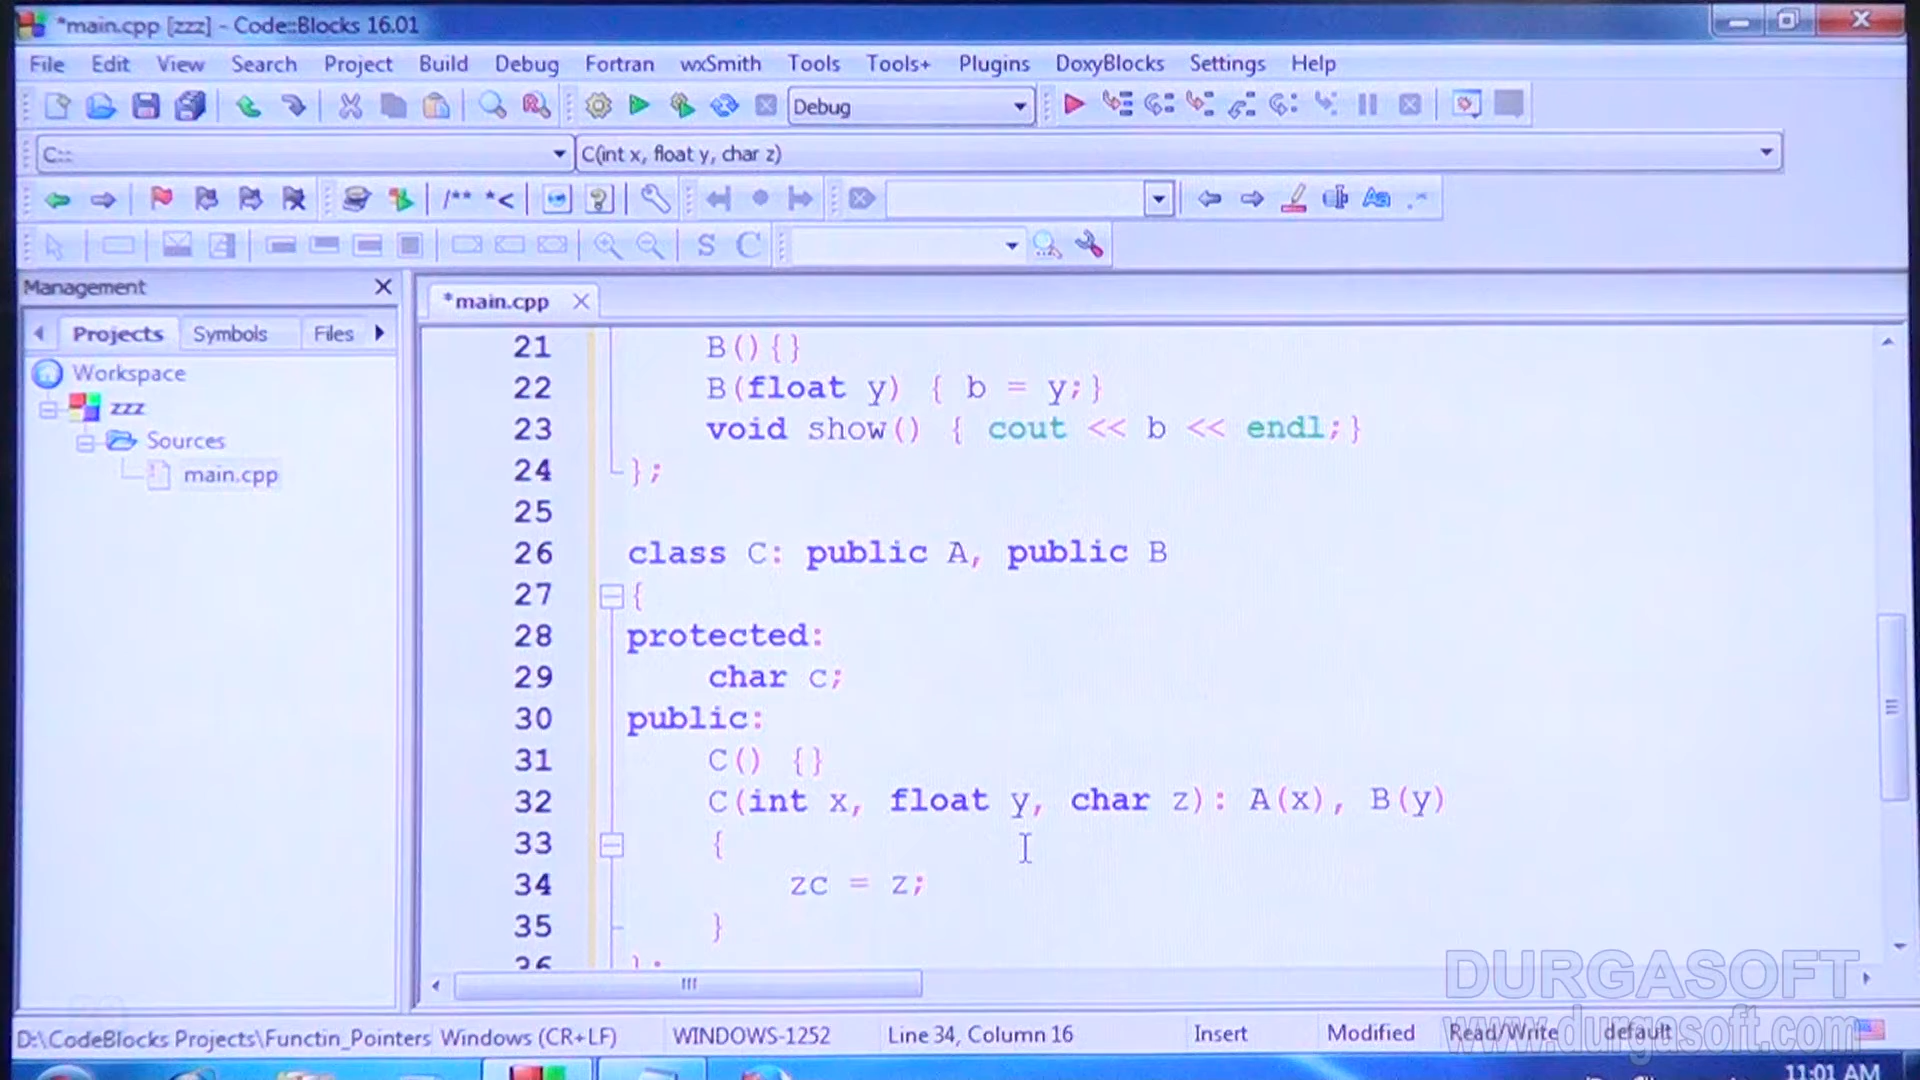 *main.cpp [zzz] - Code::Blocks 16.01
File Edit View Search Project Build Debug Fortran wxSmith Tools Tools+ Plugins DoxyBlocks Settings Help
Debug
C:: C(int x, float y, char z)
/** *<
S C
Management
*main.cpp
Projects Symbols Files
Workspace
zzz
Sources
main.cpp
21 B(){}
22 B(float y) { b = y;}
23 void show() { cout << b << endl;}
24 };
25
26 class C: public A, public B
27 {
28 protected:
29 char c;
30 public:
31 C() {}
32 C(int x, float y, char z): A(x), B(y)
33 {
34 zc = z;
35 }
36 };
DURGASOFT
www.durgasoft.com
D:\CodeBlocks Projects\Functin_Pointers Windows (CR+LF) WINDOWS-1252 Line 34, Column 16 Insert Modified Read/Write default
11:01 AM